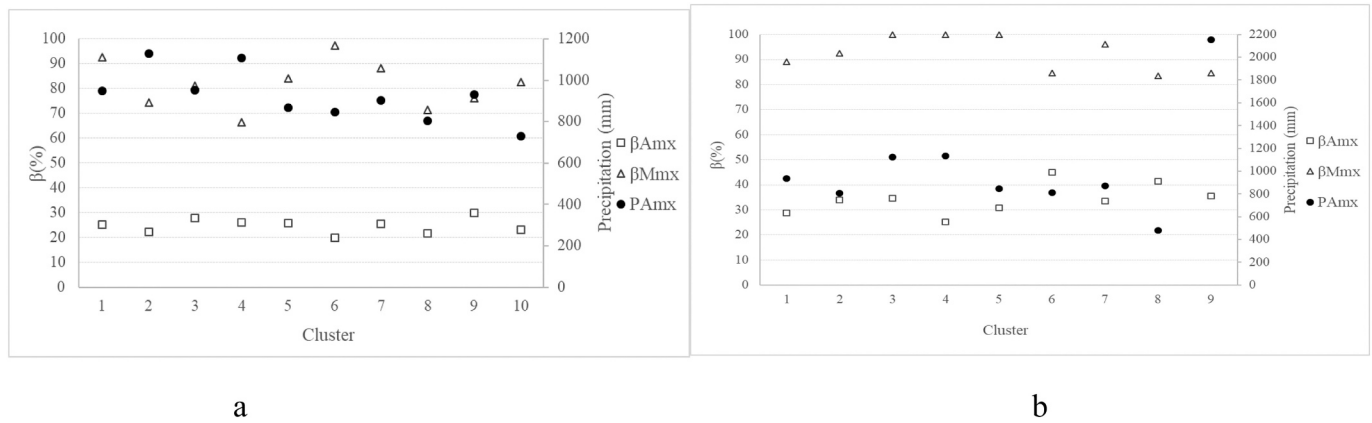 100
90
80
70
60
50
40
30
20
10
0
β(%)
1200
1000
800
600
400
200
0
Precipitation (mm)
βAmx
βMmx
PAmx
1 2 3 4 5 6 7 8 9 10
Cluster
a
100
90
80
70
60
50
40
30
20
10
0
β(%)
2200
2000
1800
1600
1400
1200
1000
800
600
400
200
0
Precipitation (mm)
βAmx
βMmx
PAmx
1 2 3 4 5 6 7 8 9
Cluster
b